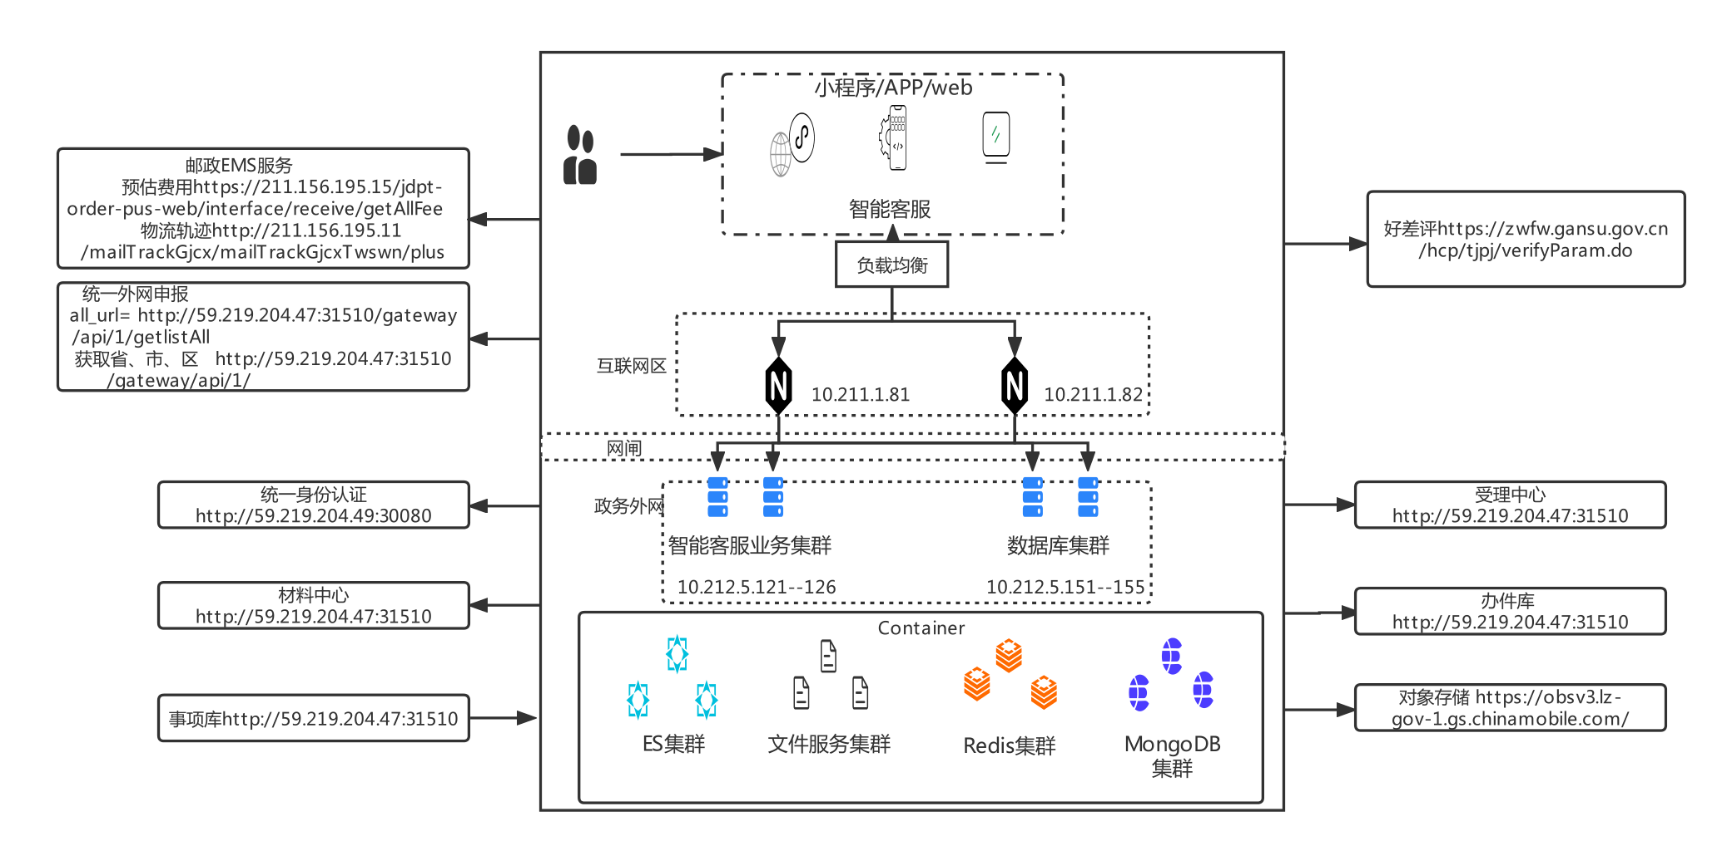 小程序/APP/web
智能客服
负载均衡
互联网区
10.211.1.81
10.211.1.82
网闸
政务外网
智能客服业务集群
数据库集群
10.212.5.121--126
10.212.5.151--155
Container
ES集群
文件服务集群
Redis集群
MongoDB
集群
邮政EMS服务
预估费用https://211.156.195.15/jdpt-
order-pus-web/interface/receive/getAllFee
物流轨迹http://211.156.195.11
/mailTrackGjcx/mailTrackGjcxTwswn/plus
统一外网申报
all_url= http://59.219.204.47:31510/gateway
/api/1/getlistAll
获取省、市、区 http://59.219.204.47:31510
/gateway/api/1/
统一身份认证
http://59.219.204.49:30080
材料中心
http://59.219.204.47:31510
事项库http://59.219.204.47:31510
好差评https://zwfw.gansu.gov.cn
/hcp/tjpj/verifyParam.do
受理中心
http://59.219.204.47:31510
办件库
http://59.219.204.47:31510
对象存储 https://obsv3.lz-
gov-1.gs.chinamobile.com/